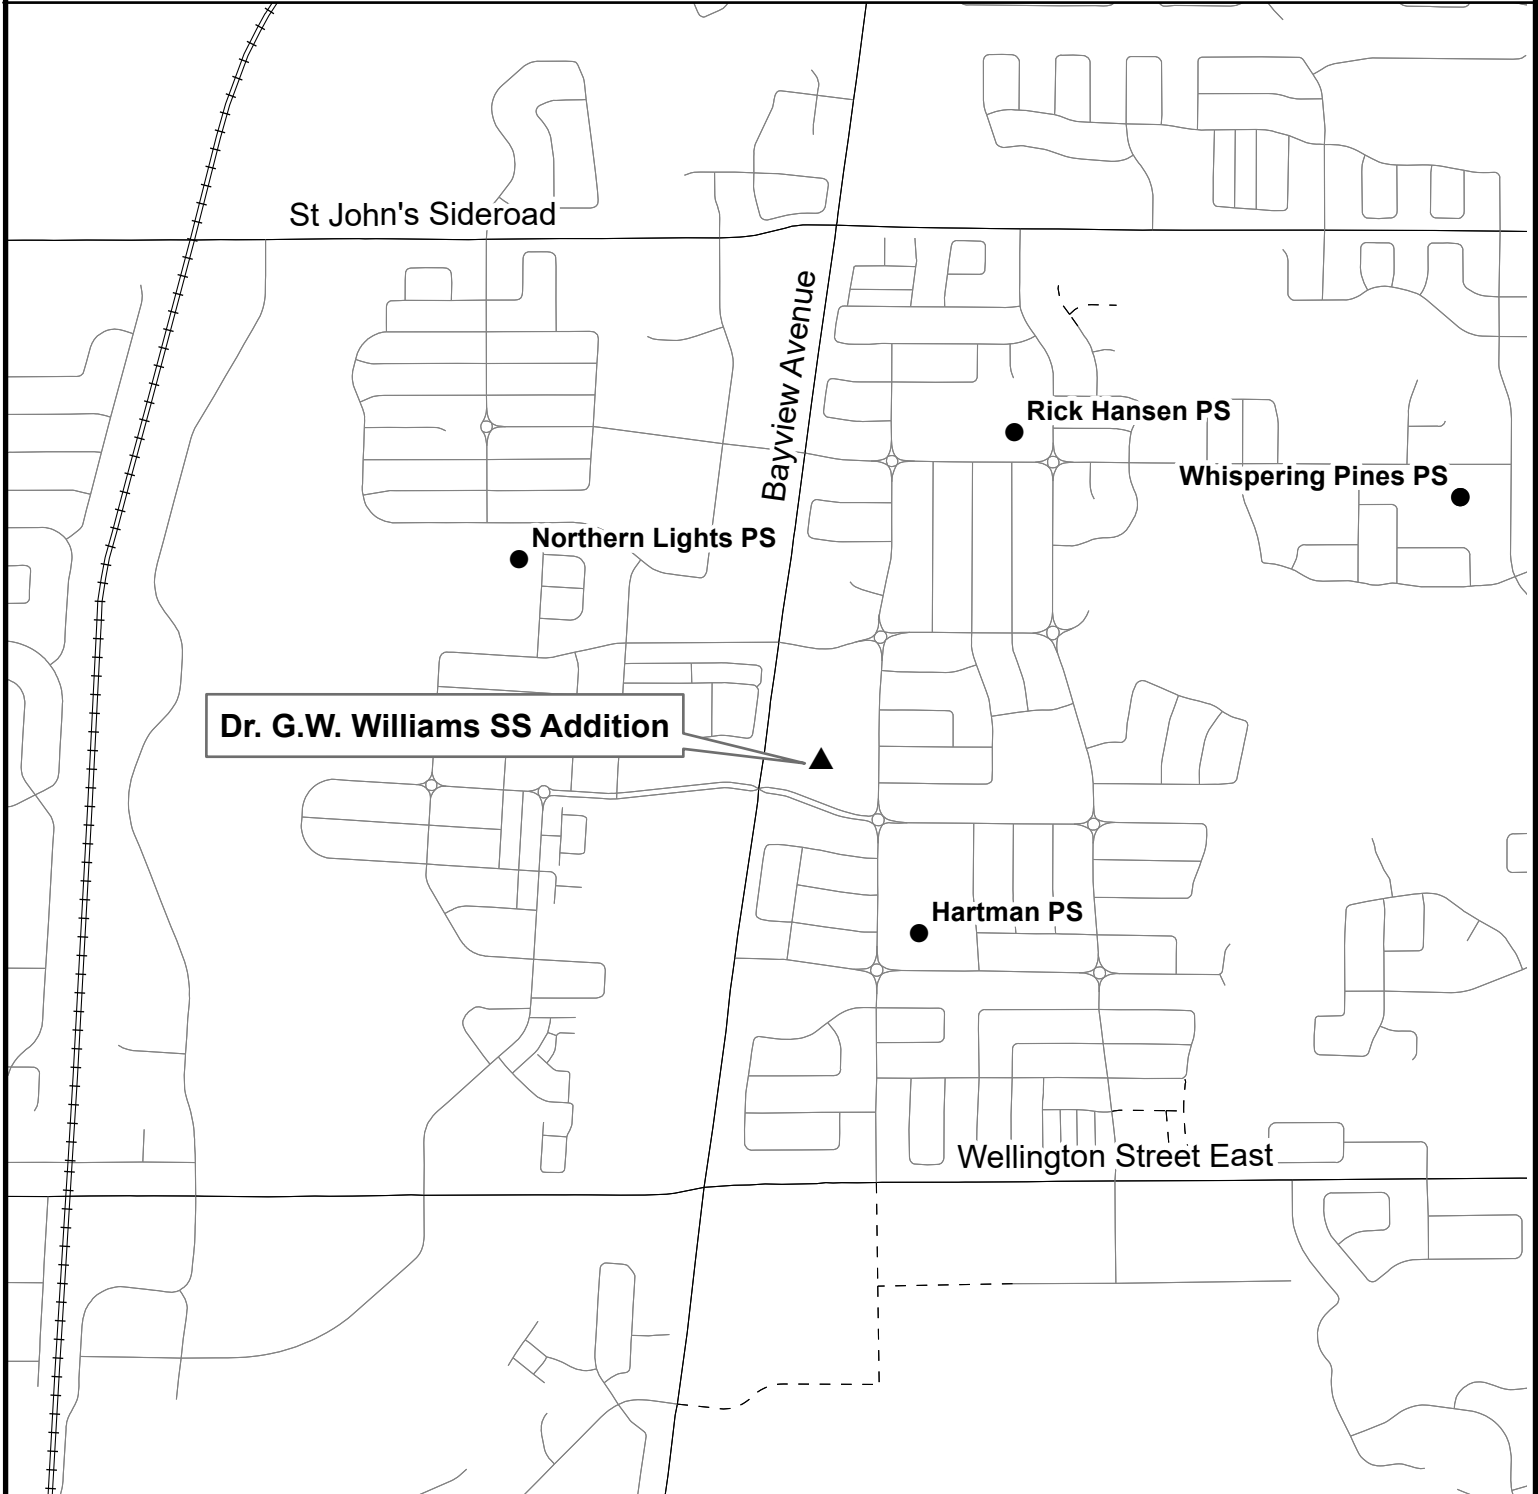 St John's Sideroad
Bayview Avenue
Rick Hansen PS
Whispering Pines PS
Northern Lights PS
Dr. G.W. Williams SS Addition
Hartman PS
Wellington Street East